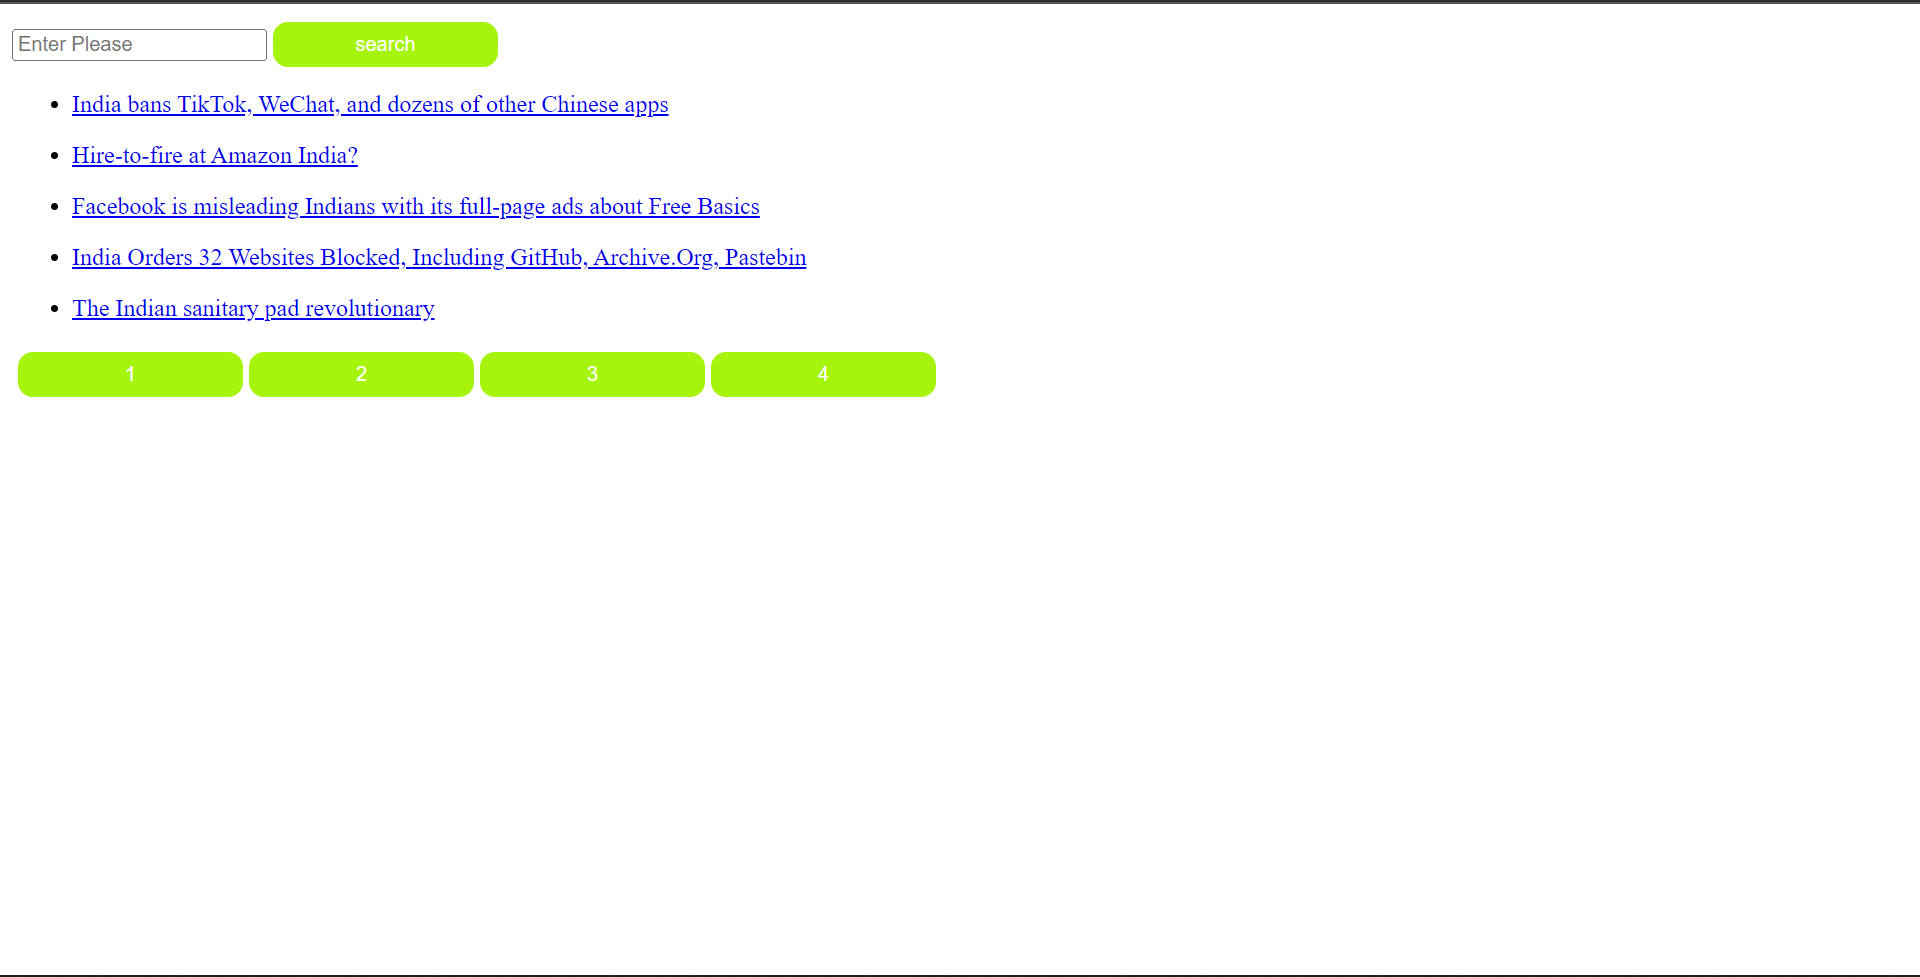 Enter Please search
India bans TikTok, WeChat, and dozens of other Chinese apps
Hire-to-fire at Amazon India?
Facebook is misleading Indians with its full-page ads about Free Basics
India Orders 32 Websites Blocked, Including GitHub, Archive.Org, Pastebin
The Indian sanitary pad revolutionary
1 2 3 4